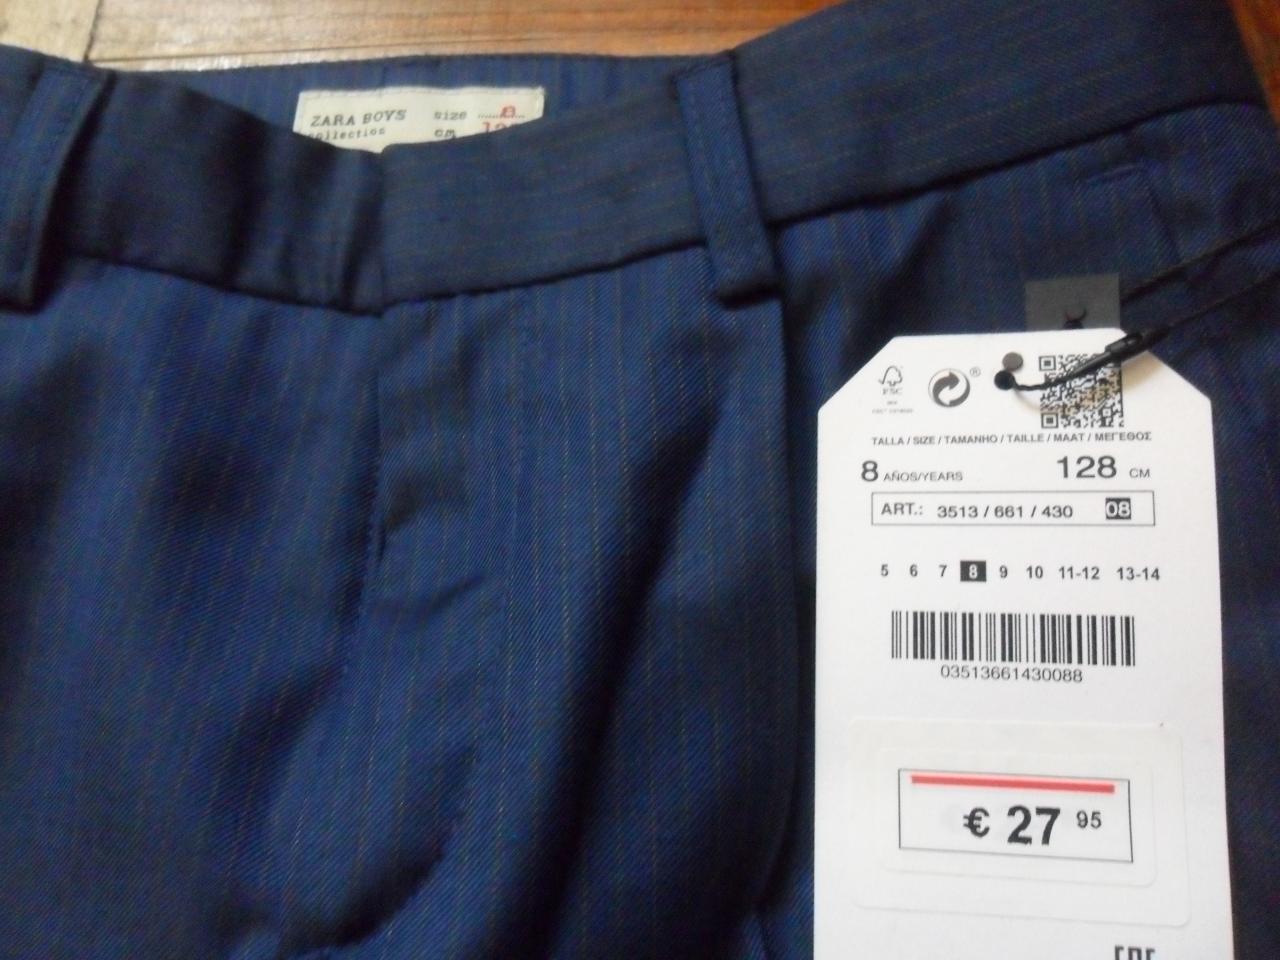 ZARA BOYS size 8
collection cm
FSC
®
TALLA / SIZE / TAMANHO / TAILLE / MAAT / ΜΕΓΕΘΟΣ
8 AÑOS/YEARS 128 CM
ART.: 3513 / 661 / 430 08
5 6 7 8 9 10 11-12 13-14
03513661430088
€ 27 95